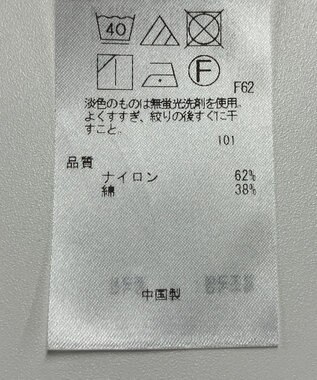 40
F
F62
淡色のものは無蛍光洗剤を使用。
よくすすぎ、絞りの後すぐに干
すこと。
101
品質
ナイロン 62%
綿 38%
中国製